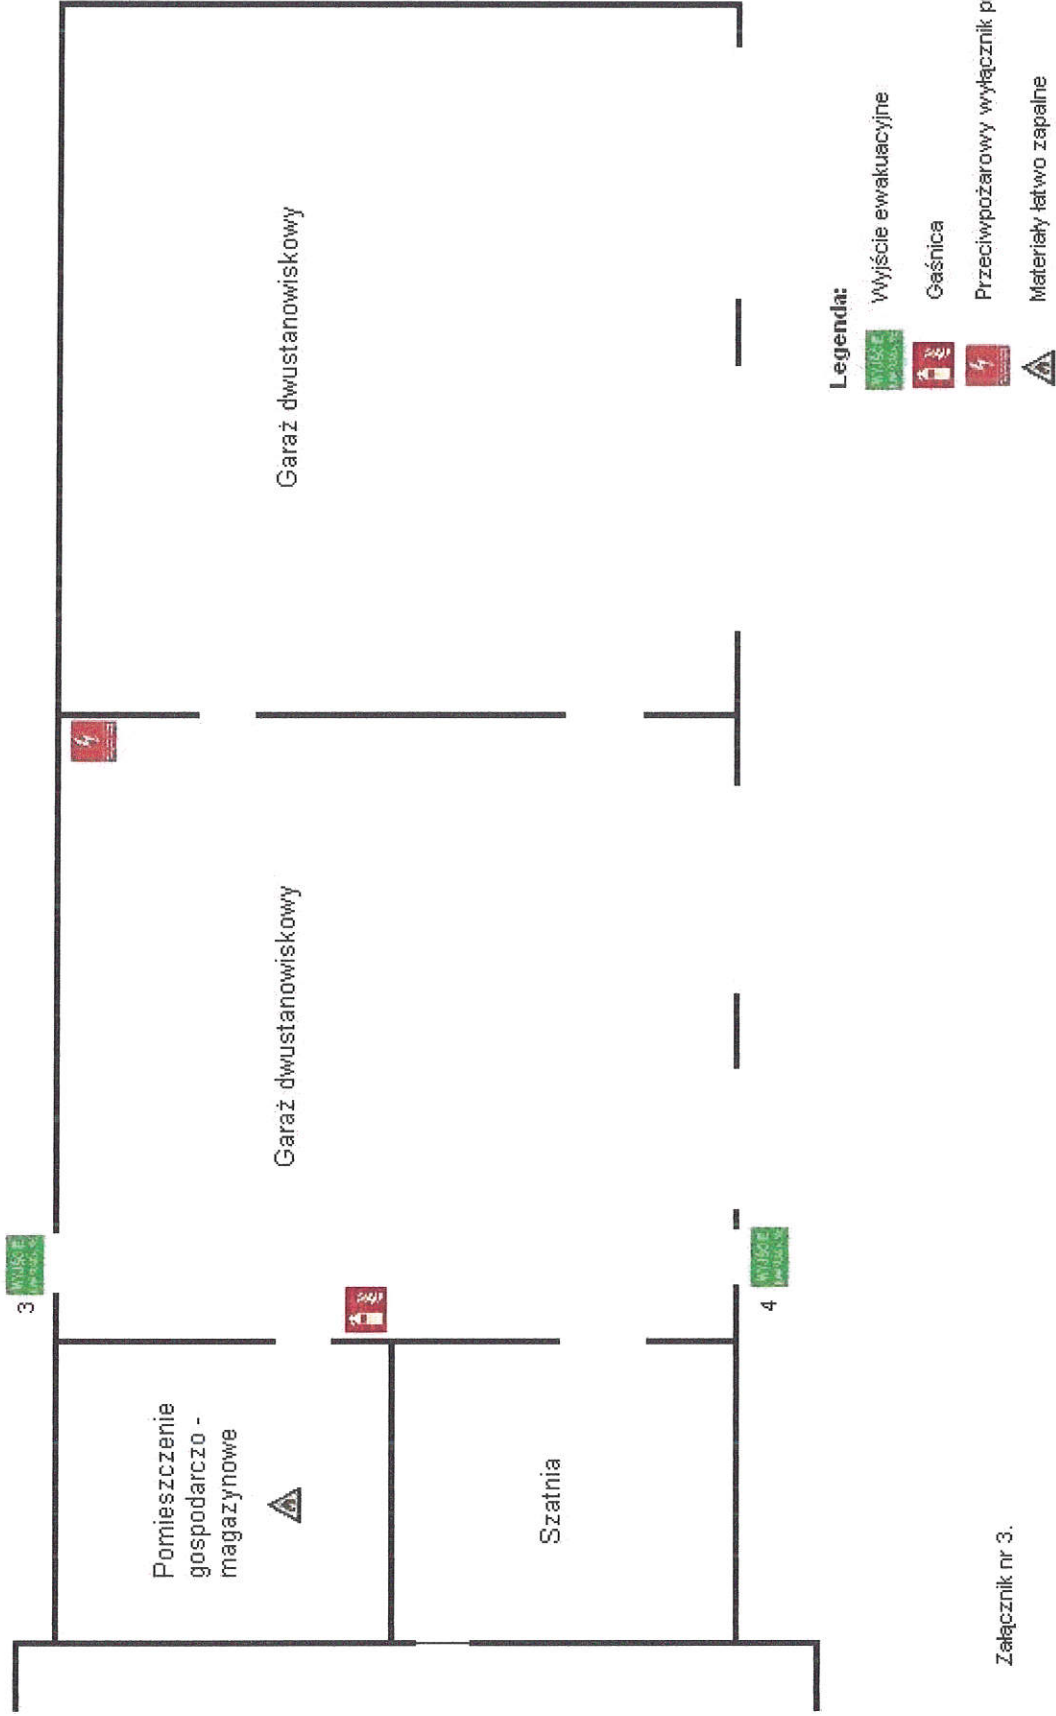 3
Pomieszczenie
gospodarczo -
magazynowe
Garaż dwustanowiskowy
Garaż dwustanowiskowy
Szatnia
4
Legenda:
WYJŚCIE
Wyjście ewakuacyjne
Gaśnica
Przeciwpożarowy wyłącznik p
Materiały łatwo zapalne
Załącznik nr 3.